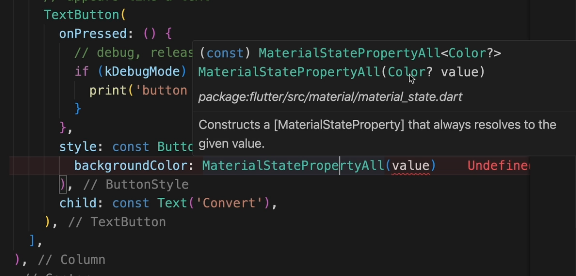 TextButton(
onPressed: () {
// debug, releas
if (kDebugMode)
print('button
}
},
(const) MaterialStatePropertyAll<Color?>
MaterialStatePropertyAll(Color? value)
package:flutter/src/material/material_state.dart
Constructs a [MaterialStateProperty] that always resolves to the
given value.
style: const Butto
backgroundColor: MaterialStatePropertyAll(value) Undefine
), // ButtonStyle
child: const Text('Convert'),
), // TextButton
],
), // Column